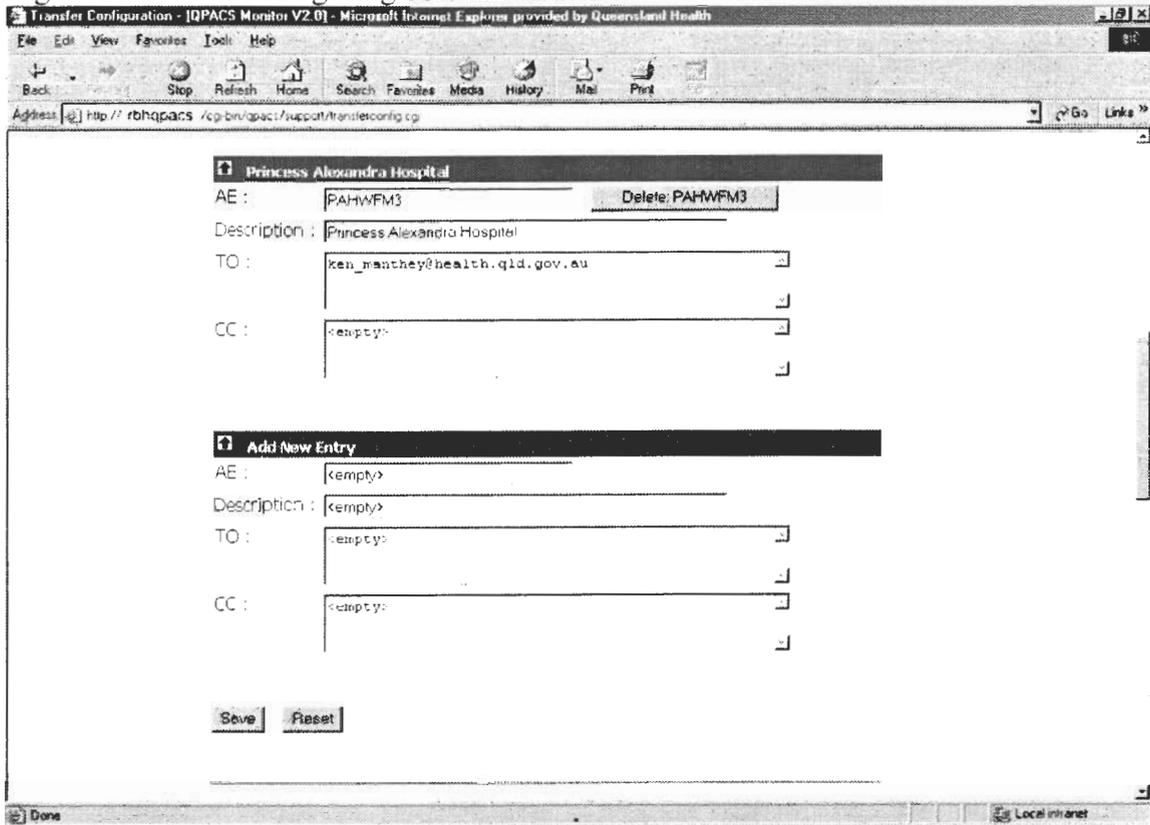 Transfer Configuration - [QPACS Monitor V2.0] - Microsoft Internet Explorer provided by Queensland Health
File Edit View Favorites Tools Help
Back Stop Refresh Home Search Favorites Media History Mail Print
Address http:// rbhqpacs /cgi-bin/qpacs/support/transferconfig.cgi Go Links »
Princess Alexandra Hospital
AE : PAHWFM3 Delete: PAHWFM3
Description : Princess Alexandra Hospital
TO : ken_manthey@health.qld.gov.au
CC : <empty>
Add New Entry
AE : <empty>
Description : <empty>
TO : <empty>
CC : <empty>
Save Reset
Done Local intranet